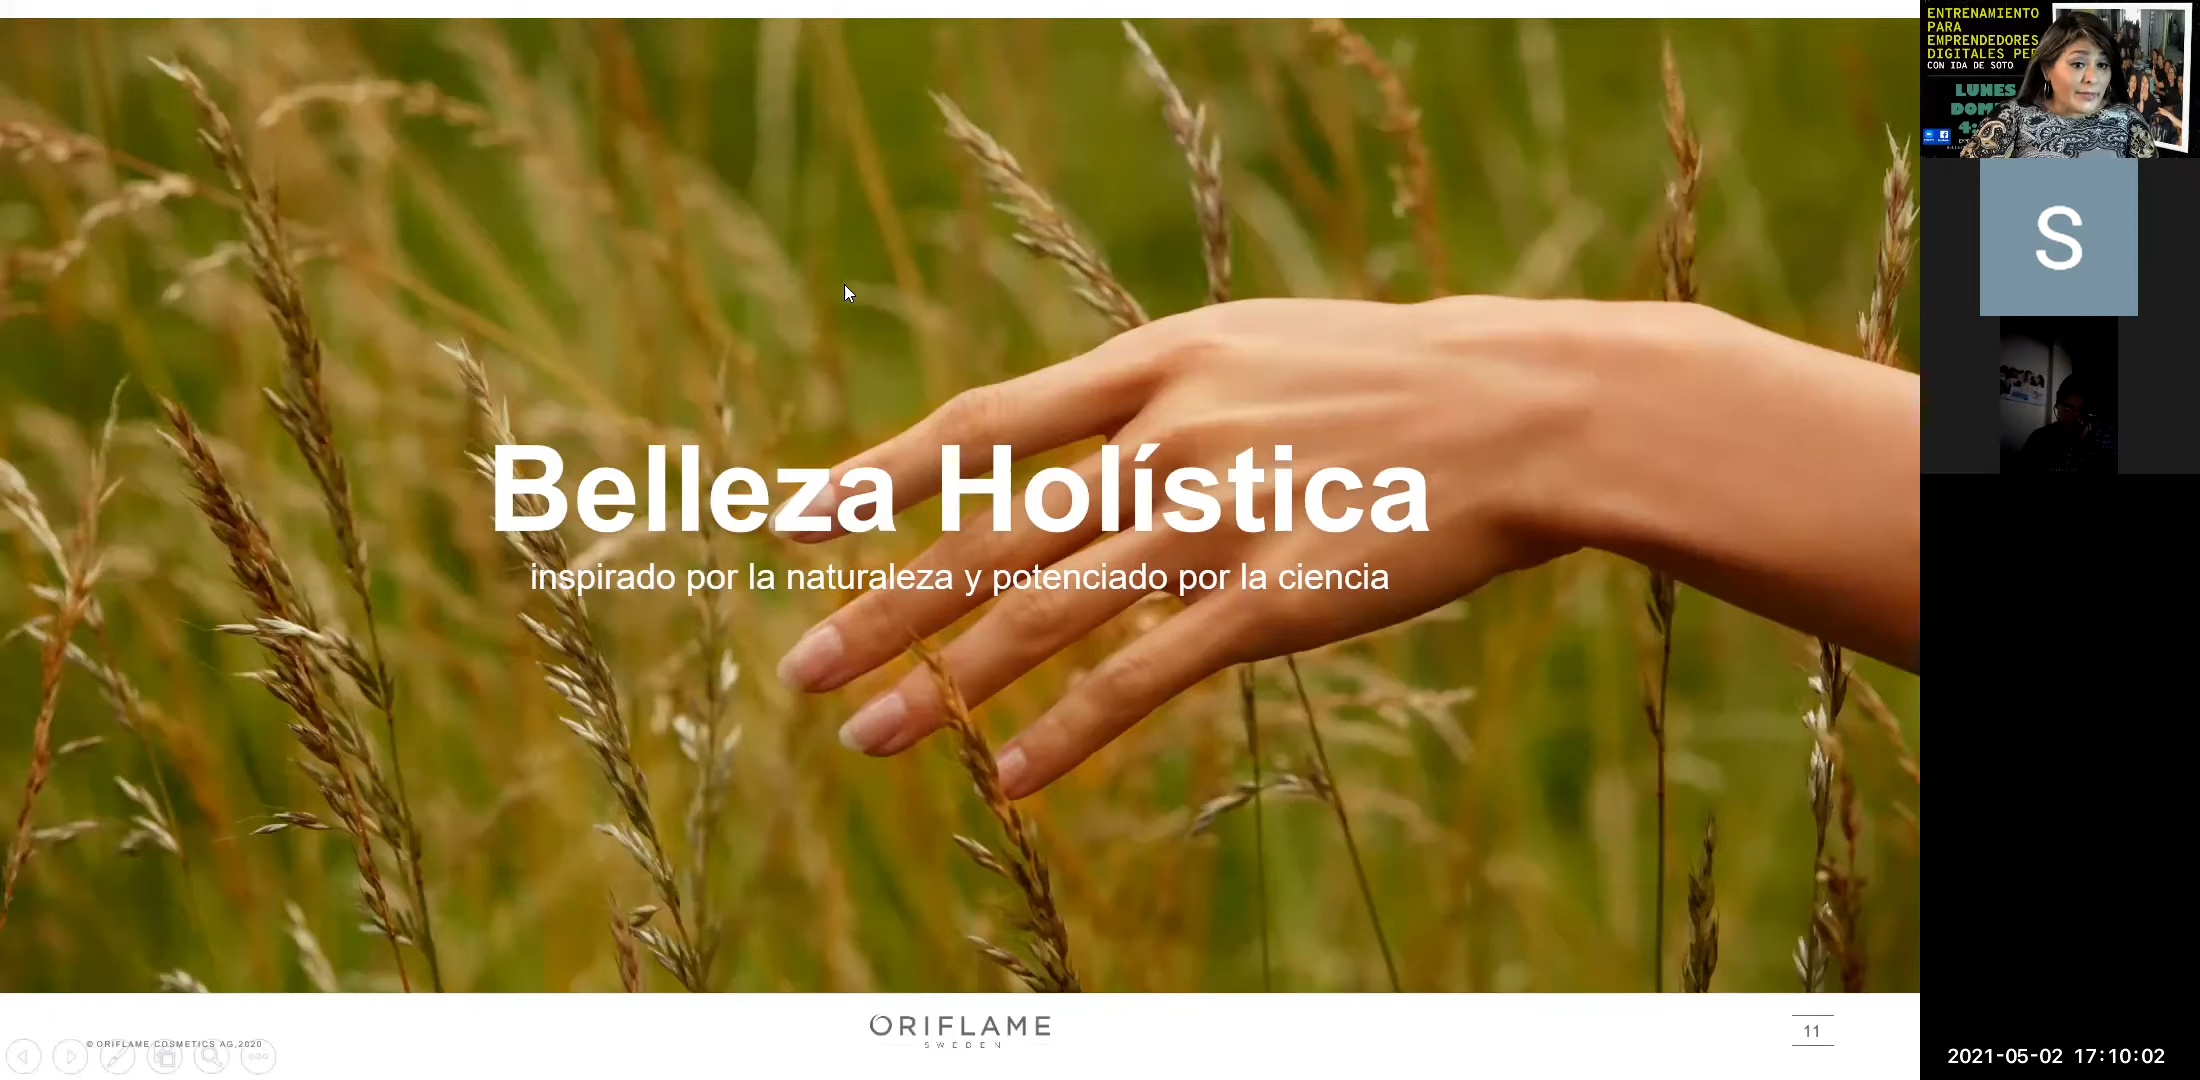 Belleza Holística
inspirado por la naturaleza y potenciado por la ciencia
© ORIFLAME COSMETICS AG,2020
ORIFLAME
SWEDEN
11
ENTRENAMIENTO
PARA
EMPRENDEDORES
DIGITALES
CON IDA DE SOTO
LUNES
S
2021-05-02 17:10:02